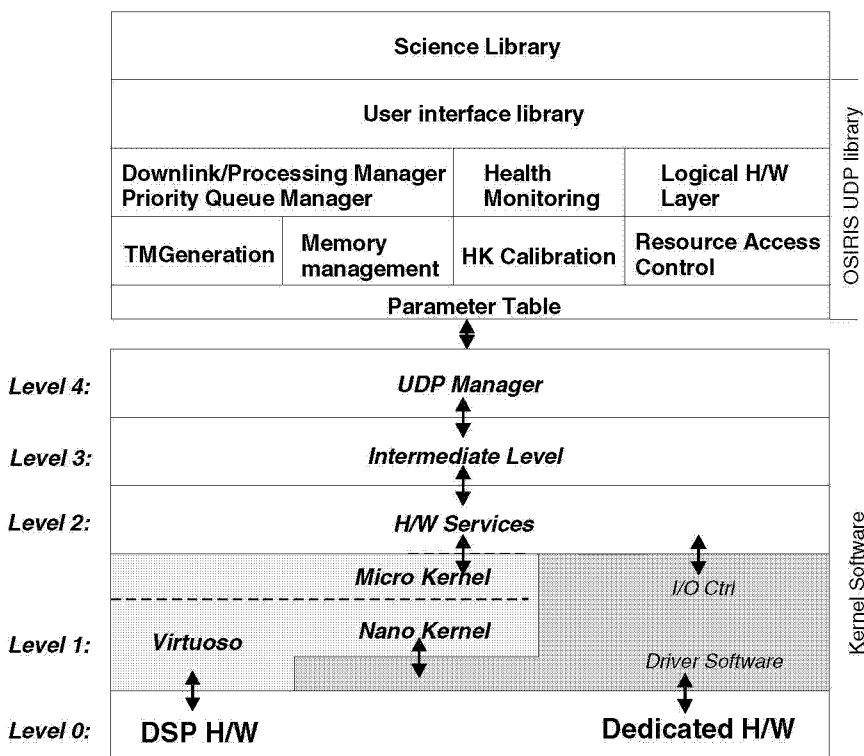 Science Library
User interface library
Downlink/Processing Manager
Priority Queue Manager
Health
Monitoring
Logical H/W
Layer
TMGeneration
Memory
management
HK Calibration
Resource Access
Control
Parameter Table
OSIRIS UDP library
Level 4:
UDP Manager
Level 3:
Intermediate Level
Level 2:
H/W Services
Micro Kernel
I/O Ctrl
Level 1:
Virtuoso
Nano Kernel
Driver Software
Level 0:
DSP H/W
Dedicated H/W
Kernel Software